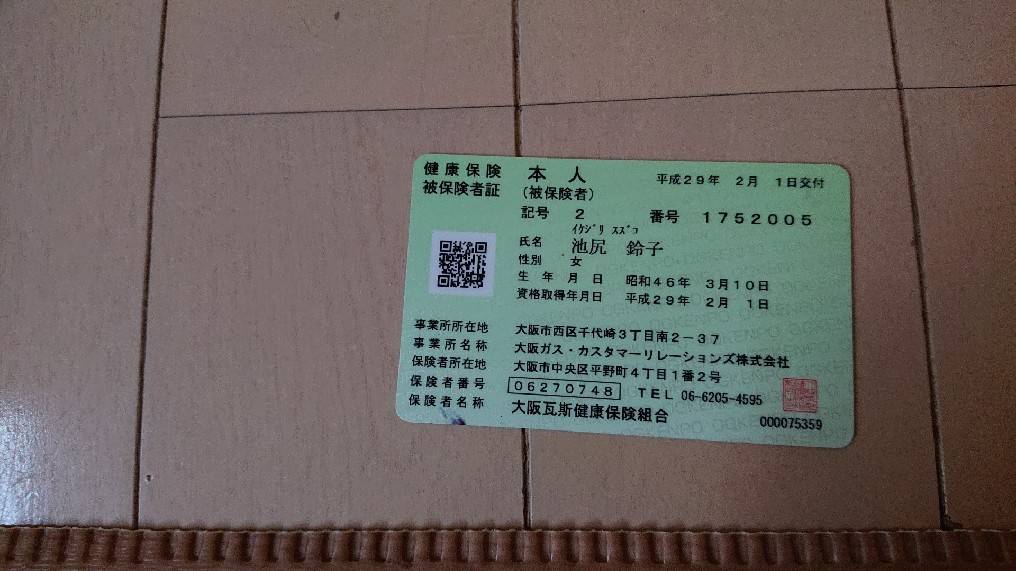 健康保険 本人 平成29年 2月 1日交付
被保険者証 (被保険者)
記号 2 番号 1752005
ｲｹｼﾞﾘ ｽｽﾞｺ
氏名 池尻 鈴子
性別 女
生年月日 昭和46年 3月10日
資格取得年月日 平成29年 2月 1日
事業所所在地 大阪市西区千代崎3丁目南2-37
事業所名称 大阪ガス・カスタマーリレーションズ株式会社
保険者所在地 大阪市中央区平野町4丁目1番2号
保険者番号 06270748 TEL 06-6205-4595
保険者名称 大阪瓦斯健康保険組合
000075359